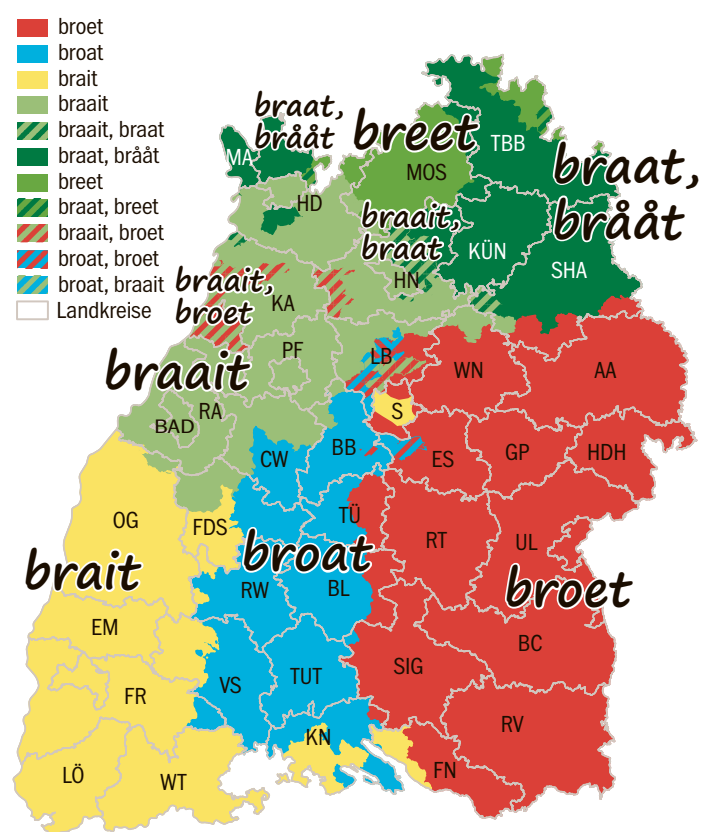 broet
broat
brait
braait
braait, braat
braat, brååt
breet
braat, breet
braait, broet
broat, broet
broat, braait
Landkreise
braat,
brååt
breet
TBB
MA
MOS
braat,
brååt
HD
braait,
braat
KÜN
SHA
HN
braait,
broet
KA
PF
LB
WN
AA
braait
S
BAD
RA
CW
BB
ES
GP
HDH
OG
FDS
TÜ
RT
UL
brait
broat
broet
RW
BL
EM
BC
FR
VS
TUT
SIG
RV
KN
LÖ
WT
FN